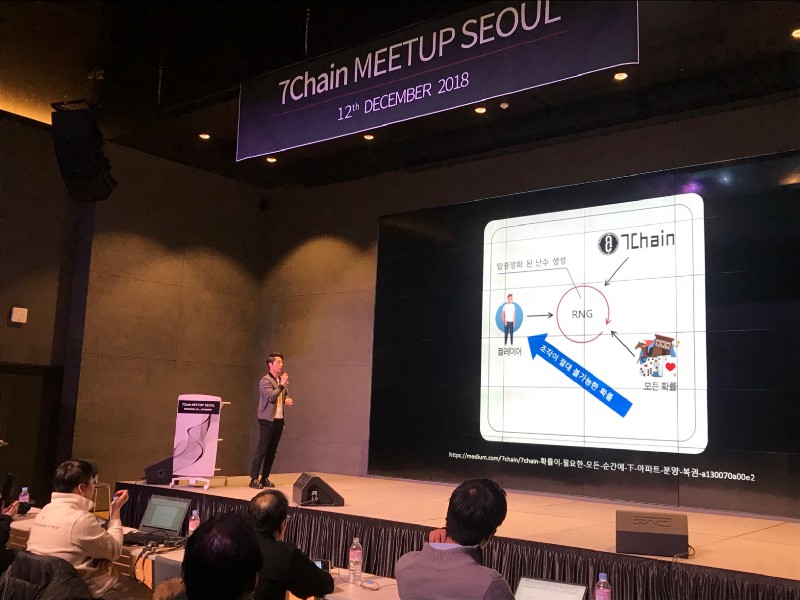 7Chain MEETUP SEOUL
12th DECEMBER 2018
7Chain
탈중앙화 된 난수 생성
RNG
플레이어
조작이 절대 불가능한 확률
모든 확률
https://medium.com/7chain/7chain-확률이-필요한-모든-순간에-下-아파트-분양-복권-a130070a00e2
7Chain MEETUP SEOUL